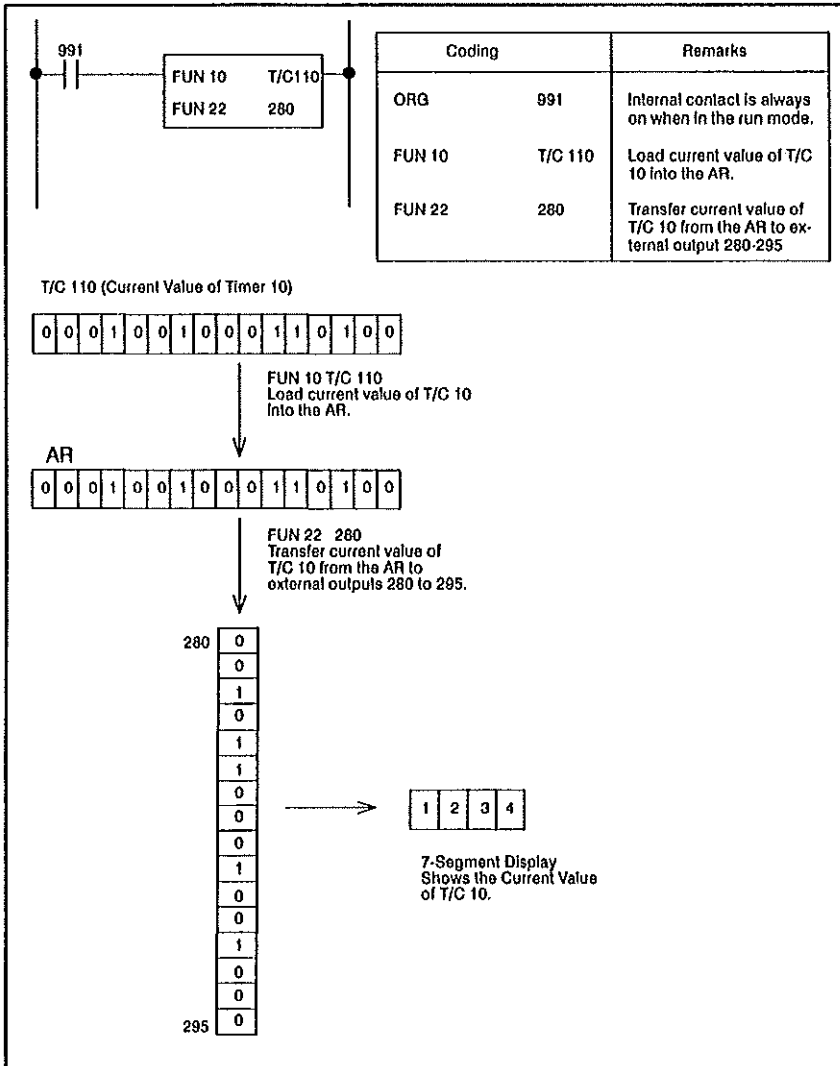 991
FUN 10 T/C110
FUN 22 280
Coding Remarks
ORG 991 Internal contact is always
on when in the run mode.
FUN 10 T/C 110 Load current value of T/C
10 into the AR.
FUN 22 280 Transfer current value of
T/C 10 from the AR to ex-
ternal output 280-295
T/C 110 (Current Value of Timer 10)
0 0 0 1 0 0 1 0 0 0 1 1 0 1 0 0
FUN 10 T/C 110
Load current value of T/C 10
Into the AR.
AR
0 0 0 1 0 0 1 0 0 0 1 1 0 1 0 0
FUN 22 280
Transfer current value of
T/C 10 from the AR to
external outputs 280 to 295.
280 0
0
1
0
1
1
0
0
0
1
0
0
1
0
0
295 0
1 2 3 4
7-Segment Display
Shows the Current Value
of T/C 10.